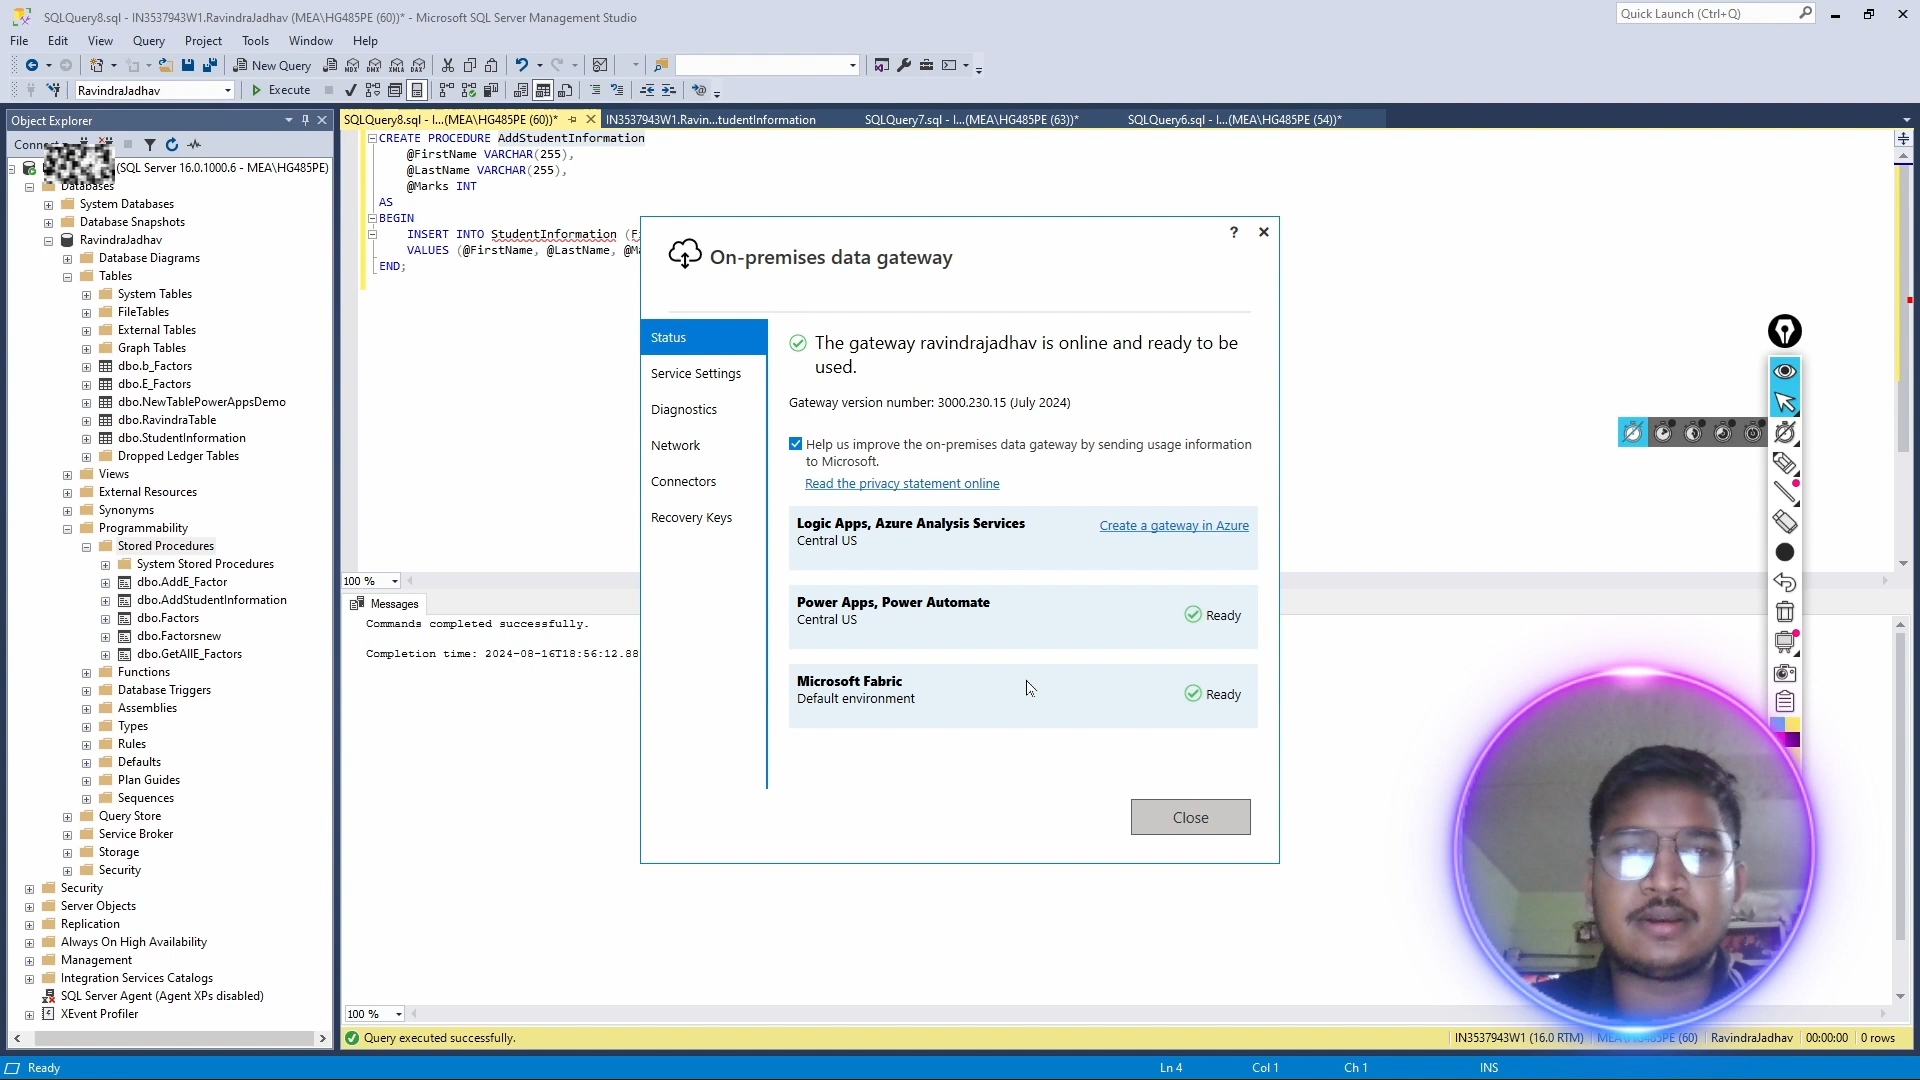 SQLQuery8.sql - IN3537943W1.RavindraJadhav (MEA\HG485PE (60))* - Microsoft SQL Server Management Studio
Quick Launch (Ctrl+Q)
File Edit View Query Project Tools Window Help
New Query
MDX DMX XMLA DAX
RavindraJadhav
Execute
Object Explorer
SQLQuery8.sql - I...(MEA\HG485PE (60))*
IN3537943W1.Ravin...tudentInformation
SQLQuery7.sql - I...(MEA\HG485PE (63))*
SQLQuery6.sql - I...(MEA\HG485PE (54))*
Connect
(SQL Server 16.0.1000.6 - MEA\HG485PE)
Databases
System Databases
Database Snapshots
RavindraJadhav
Database Diagrams
Tables
System Tables
FileTables
External Tables
Graph Tables
dbo.b_Factors
dbo.E_Factors
dbo.NewTablePowerAppsDemo
dbo.RavindraTable
dbo.StudentInformation
Dropped Ledger Tables
Views
External Resources
Synonyms
Programmability
Stored Procedures
System Stored Procedures
dbo.AddE_Factor
dbo.AddStudentInformation
dbo.Factors
dbo.Factorsnew
dbo.GetAllE_Factors
Functions
Database Triggers
Assemblies
Types
Rules
Defaults
Plan Guides
Sequences
Query Store
Service Broker
Storage
Security
Security
Server Objects
Replication
Always On High Availability
Management
Integration Services Catalogs
SQL Server Agent (Agent XPs disabled)
XEvent Profiler
CREATE PROCEDURE AddStudentInformation
@FirstName VARCHAR(255),
@LastName VARCHAR(255),
@Marks INT
AS
BEGIN
INSERT INTO StudentInformation (F
VALUES (@FirstName, @LastName, @M
END;
100 %
Messages
Commands completed successfully.
Completion time: 2024-08-16T18:56:12.88
100 %
On-premises data gateway
?
Status
Service Settings
Diagnostics
Network
Connectors
Recovery Keys
The gateway ravindrajadhav is online and ready to be
used.
Gateway version number: 3000.230.15 (July 2024)
Help us improve the on-premises data gateway by sending usage information
to Microsoft.
Read the privacy statement online
Logic Apps, Azure Analysis Services
Central US
Create a gateway in Azure
Power Apps, Power Automate
Central US
Ready
Microsoft Fabric
Default environment
Ready
Close
Query executed successfully.
IN3537943W1 (16.0 RTM)
MEA\HG485PE (60)
RavindraJadhav
00:00:00
0 rows
Ready
Ln 4
Col 1
Ch 1
INS